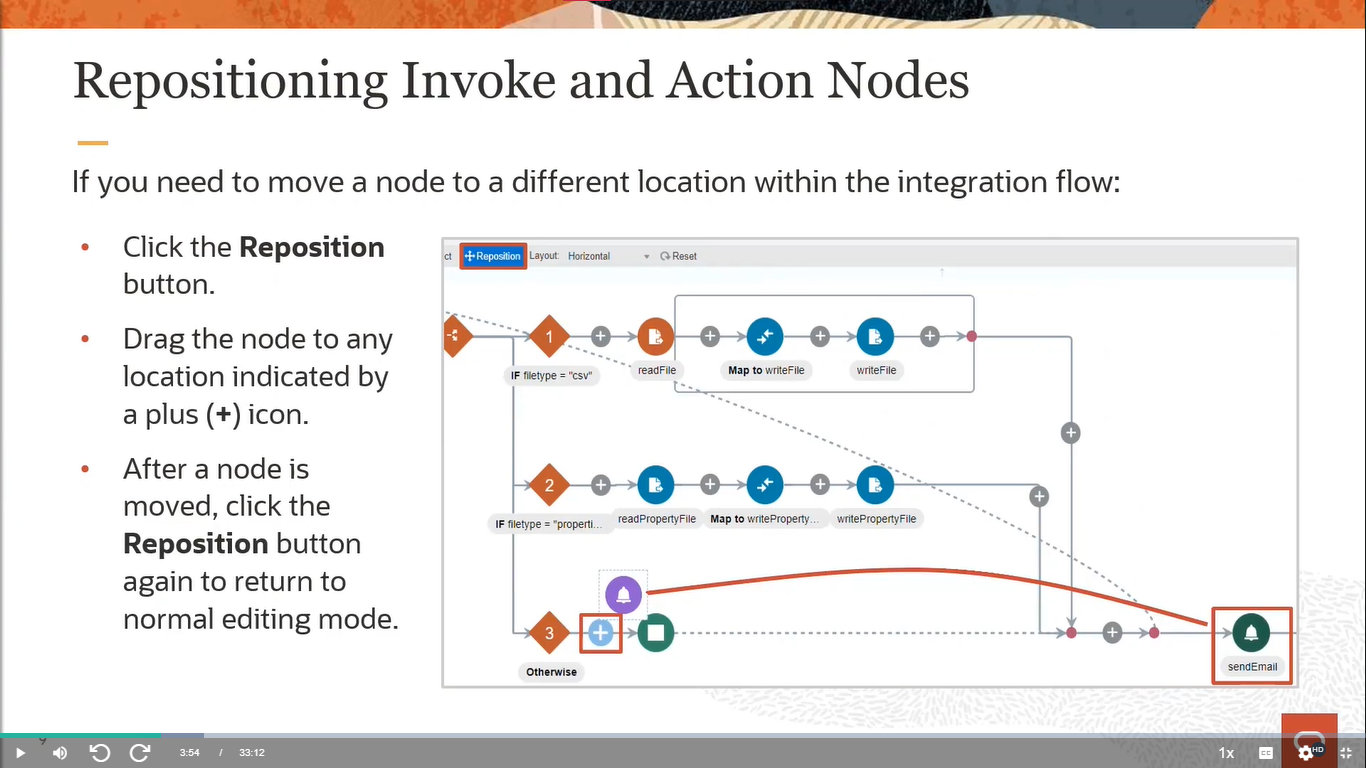 Repositioning Invoke and Action Nodes
If you need to move a node to a different location within the integration flow:
• Click the Reposition
button.
• Drag the node to any
location indicated by
a plus (+) icon.
• After a node is
moved, click the
Reposition button
again to return to
normal editing mode.
ct Reposition Layout: Horizontal Reset
1
IF filetype = "csv"
readFile
Map to writeFile
writeFile
2
IF filetype = "properti...
readPropertyFile
Map to writeProperty...
writePropertyFile
3
Otherwise
sendEmail
9
3:54 / 33:12
1x
CC
HD